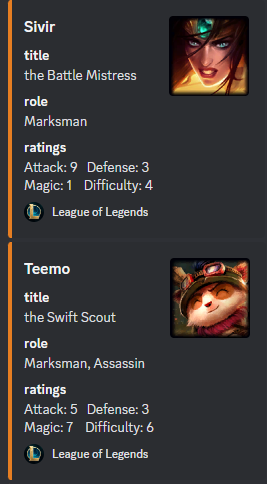 Sivir
title
the Battle Mistress
role
Marksman
ratings
Attack: 9 Defense: 3
Magic: 1 Difficulty: 4
League of Legends
Teemo
title
the Swift Scout
role
Marksman, Assassin
ratings
Attack: 5 Defense: 3
Magic: 7 Difficulty: 6
League of Legends